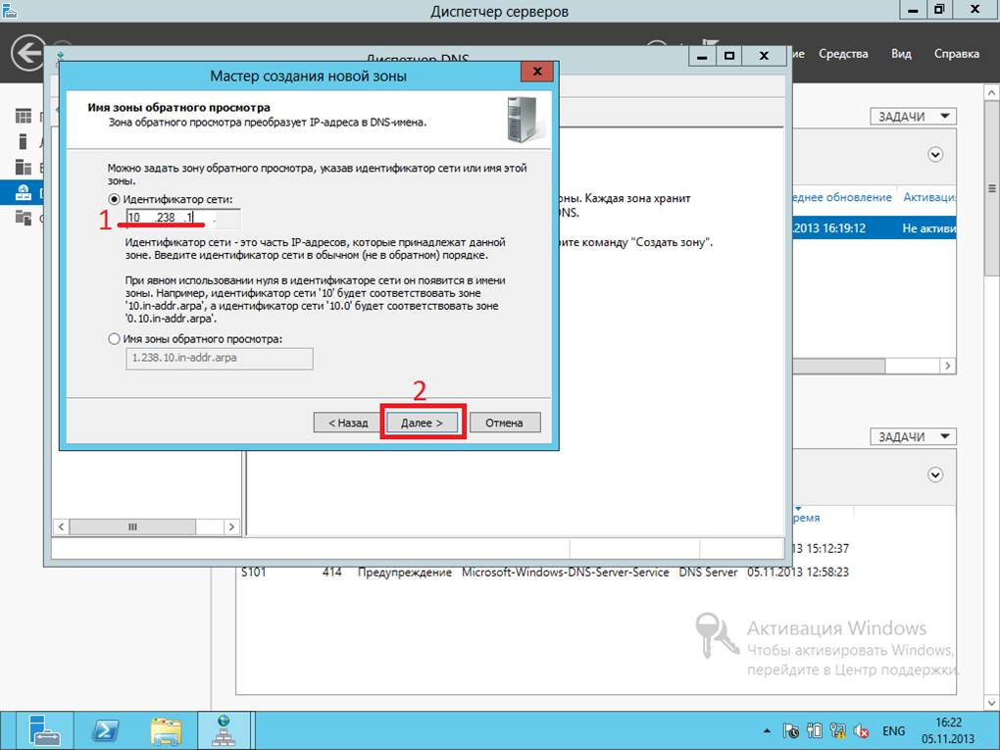 Диспетчер серверов
Диспетчер DNS
Средства
Вид
Справка
Мастер создания новой зоны
Имя зоны обратного просмотра
Зона обратного просмотра преобразует IP-адреса в DNS-имена.
Можно задать зону обратного просмотра, указав идентификатор сети или имя этой
зоны.
Идентификатор сети:
1
10 .238 .1 .
Идентификатор сети - это часть IP-адресов, которые принадлежат данной
зоне. Введите идентификатор сети в обычном (не в обратном) порядке.
При явном использовании нуля в идентификаторе сети он появится в имени
зоны. Например, идентификатор сети '10' будет соответствовать зоне
'10.in-addr.arpa', а идентификатор сети '10.0' будет соответствовать зоне
'0.10.in-addr.arpa'.
Имя зоны обратного просмотра:
1.238.10.in-addr.arpa
2
< Назад
Далее >
Отмена
Каждая зона хранит
"Создать зону".
команду
ЗАДАЧИ
обновление
Активаци
2013 16:19:12
Не активи
ЗАДАЧИ
15:12:37
S101 414 Предупреждение Microsoft-Windows-DNS-Server-Service DNS Server 05.11.2013 12:58:23
Активация Windows
Чтобы активировать Windows,
перейдите в Центр поддержки.
ENG
16:22
05.11.2013